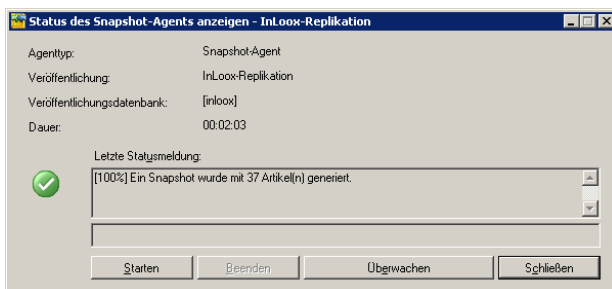 Status des Snapshot-Agents anzeigen - InLoox-Replikation
Agenttyp: Snapshot-Agent
Veröffentlichung: InLoox-Replikation
Veröffentlichungsdatenbank: [inloox]
Dauer: 00:02:03
Letzte Statusmeldung:
[100%] Ein Snapshot wurde mit 37 Artikel(n) generiert.
Starten Beenden Überwachen Schließen